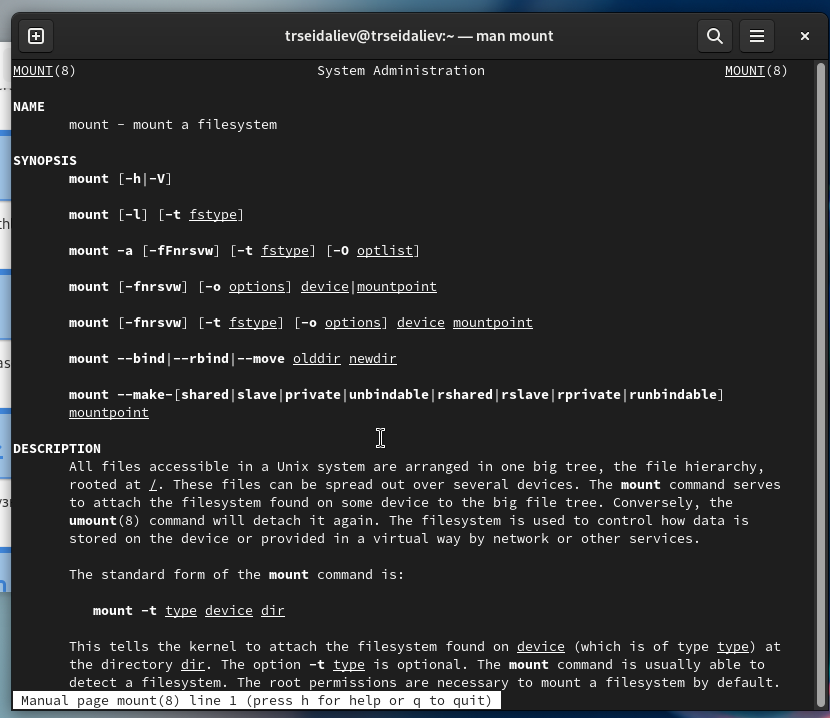 trseidaliev@trseidaliev:~ — man mount
MOUNT(8) System Administration MOUNT(8)
NAME
mount - mount a filesystem
SYNOPSIS
mount [-h|-V]
mount [-l] [-t fstype]
mount -a [-fFnrsvw] [-t fstype] [-O optlist]
mount [-fnrsvw] [-o options] device|mountpoint
mount [-fnrsvw] [-t fstype] [-o options] device mountpoint
mount --bind|--rbind|--move olddir newdir
mount --make-[shared|slave|private|unbindable|rshared|rslave|rprivate|runbindable]
mountpoint
DESCRIPTION
All files accessible in a Unix system are arranged in one big tree, the file hierarchy,
rooted at /. These files can be spread out over several devices. The mount command serves
to attach the filesystem found on some device to the big file tree. Conversely, the
umount(8) command will detach it again. The filesystem is used to control how data is
stored on the device or provided in a virtual way by network or other services.
The standard form of the mount command is:
mount -t type device dir
This tells the kernel to attach the filesystem found on device (which is of type type) at
the directory dir. The option -t type is optional. The mount command is usually able to
detect a filesystem. The root permissions are necessary to mount a filesystem by default.
Manual page mount(8) line 1 (press h for help or q to quit)